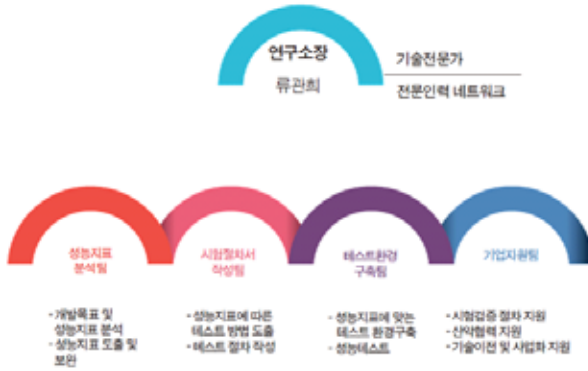 연구소장
류관희
기술전문가
전문인력 네트워크
성능지표
분석팀
시험절차서
작성팀
테스트환경
구축팀
기업지원팀
- 개발목표 및
성능지표 분석
- 성능지표 도출 및
보완
- 성능지표에 따른
테스트 방법 도출
- 테스트 절차 작성
- 성능지표에 맞는
테스트 환경구축
- 성능테스트
- 시험검증 절차 지원
- 산학협력 지원
- 기술이전 및 사업화 지원